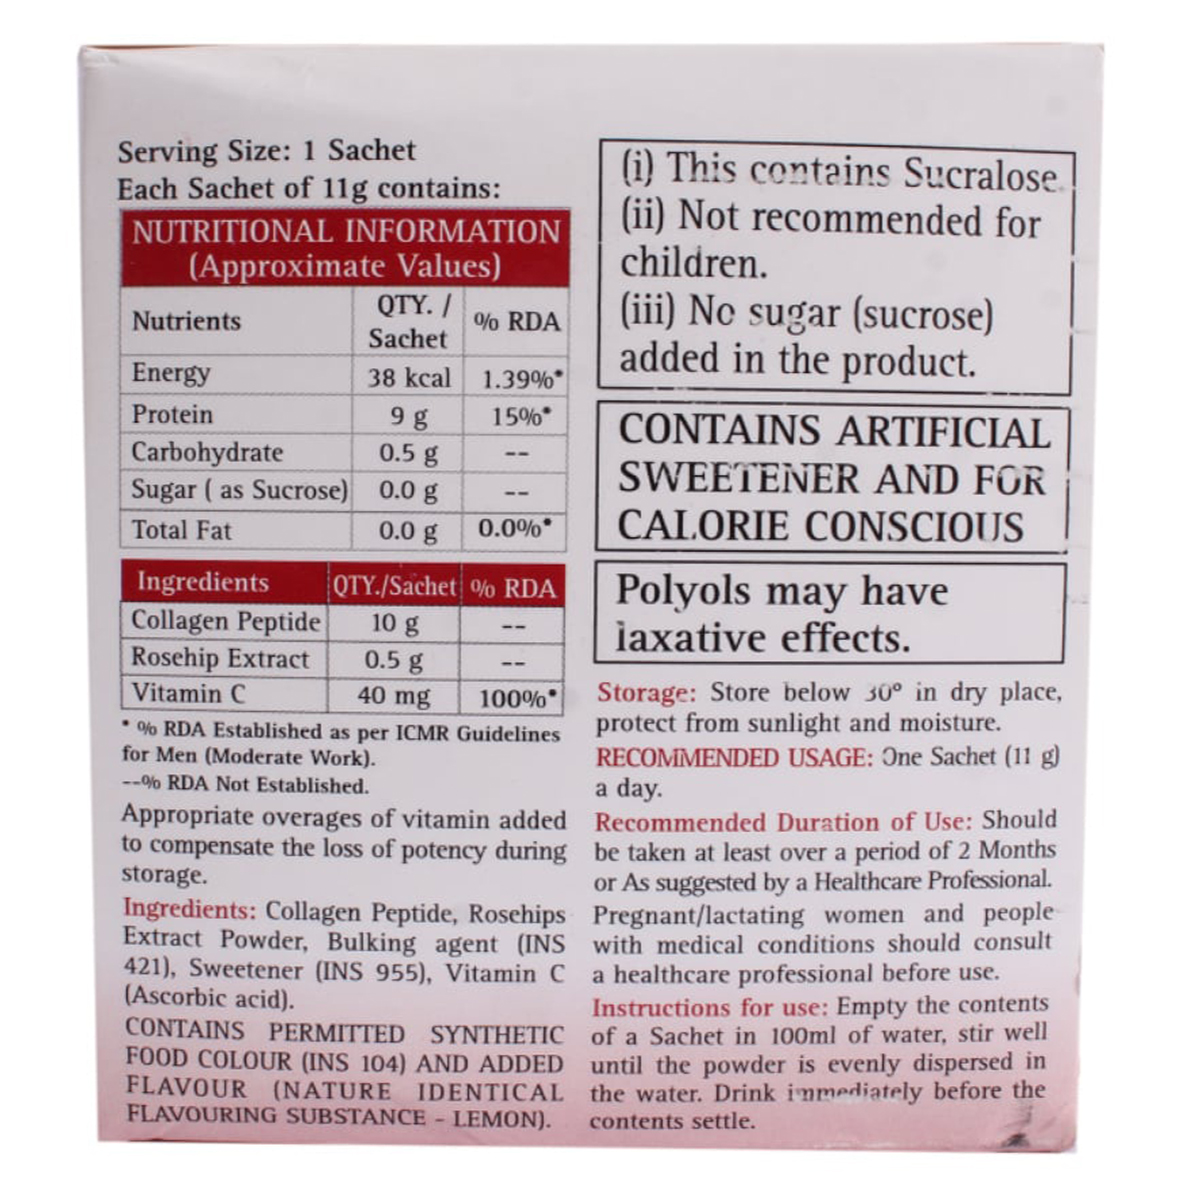 Serving Size: 1 Sachet
Each Sachet of 11g contains:
NUTRITIONAL INFORMATION
(Approximate Values)
Nutrients QTY. / Sachet % RDA
Energy 38 kcal 1.39%*
Protein 9 g 15%*
Carbohydrate 0.5 g --
Sugar ( as Sucrose) 0.0 g --
Total Fat 0.0 g 0.0%*
Ingredients QTY./Sachet % RDA
Collagen Peptide 10 g --
Rosehip Extract 0.5 g --
Vitamin C 40 mg 100%*
* % RDA Established as per ICMR Guidelines
for Men (Moderate Work).
--% RDA Not Established.
Appropriate overages of vitamin added
to compensate the loss of potency during
storage.
Ingredients: Collagen Peptide, Rosehips
Extract Powder, Bulking agent (INS
421), Sweetener (INS 955), Vitamin C
(Ascorbic acid).
CONTAINS PERMITTED SYNTHETIC
FOOD COLOUR (INS 104) AND ADDED
FLAVOUR (NATURE IDENTICAL
FLAVOURING SUBSTANCE - LEMON).
(i) This contains Sucralose.
(ii) Not recommended for
children.
(iii) No sugar (sucrose)
added in the product.
CONTAINS ARTIFICIAL
SWEETENER AND FOR
CALORIE CONSCIOUS
Polyols may have
laxative effects.
Storage: Store below 30° in dry place,
protect from sunlight and moisture.
RECOMMENDED USAGE: One Sachet (11 g)
a day.
Recommended Duration of Use: Should
be taken at least over a period of 2 Months
or As suggested by a Healthcare Professional.
Pregnant/lactating women and people
with medical conditions should consult
a healthcare professional before use.
Instructions for use: Empty the contents
of a Sachet in 100ml of water, stir well
until the powder is evenly dispersed in
the water. Drink immediately before the
contents settle.